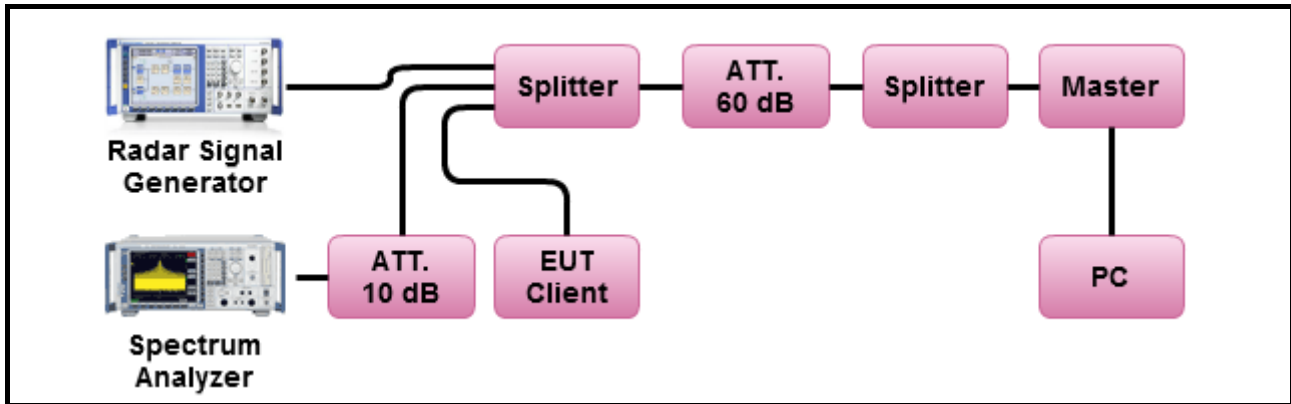 Radar Signal
Generator
Splitter
ATT.
60 dB
Splitter
Master
Spectrum
Analyzer
ATT.
10 dB
EUT
Client
PC